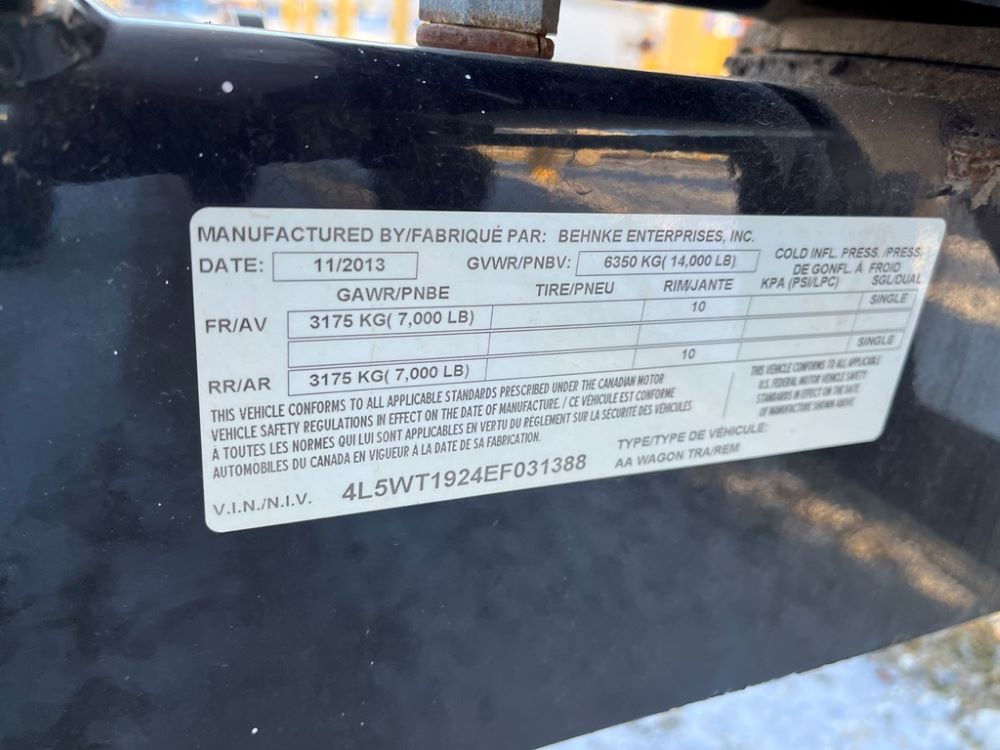 MANUFACTURED BY/FABRIQUÉ PAR: BEHNKE ENTERPRISES, INC.
DATE: 11/2013 GVWR/PNBV: 6350 KG( 14,000 LB) COLD INFL. PRESS. /PRESS.
DE GONFL. À FROID
GAWR/PNBE TIRE/PNEU RIM/JANTE KPA (PSI/LPC) SGL/DUAL
FR/AV 3175 KG( 7,000 LB) 10 SINGLE
RR/AR 3175 KG( 7,000 LB) 10 SINGLE
THIS VEHICLE CONFORMS TO ALL APPLICABLE STANDARDS PRESCRIBED UNDER THE CANADIAN MOTOR
VEHICLE SAFETY REGULATIONS IN EFFECT ON THE DATE OF MANUFACTURE. / CE VÉHICULE EST CONFORME
À TOUTES LES NORMES QUI LUI SONT APPLICABLES EN VERTU DU RÈGLEMENT SUR LA SÉCURITÉ DES VÉHICULES
AUTOMOBILES DU CANADA EN VIGUEUR À LA DATE DE SA FABRICATION.
THIS VEHICLE CONFORMS TO ALL APPLICABLE
U.S. FEDERAL MOTOR VEHICLE SAFETY
STANDARDS IN EFFECT ON THE DATE
OF MANUFACTURE SHOWN ABOVE.
V.I.N./N.I.V. 4L5WT1924EF031388
TYPE/TYPE DE VÉHICULE:
AA WAGON TRA/REM